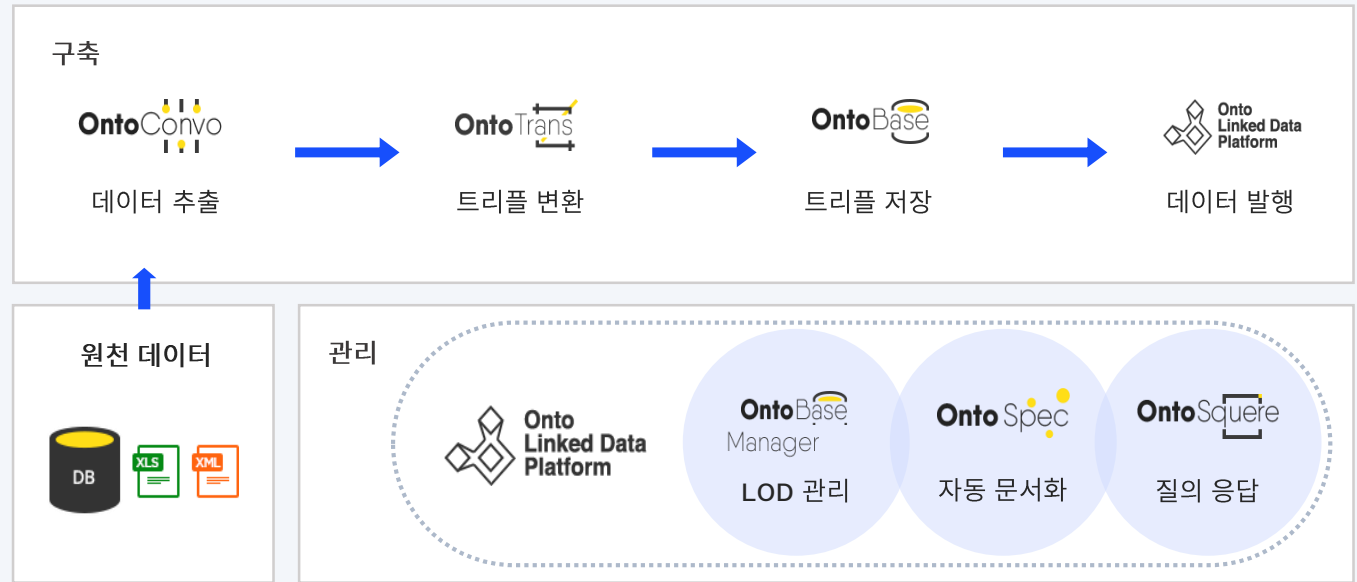 구축
OntoConvo
데이터 추출
OntoTrans
트리플 변환
OntoBase
트리플 저장
Onto
Linked Data
Platform
데이터 발행
원천 데이터
DB
XLS
XML
관리
Onto
Linked Data
Platform
OntoBase
Manager
LOD 관리
Onto Spec
자동 문서화
OntoSquere
질의 응답